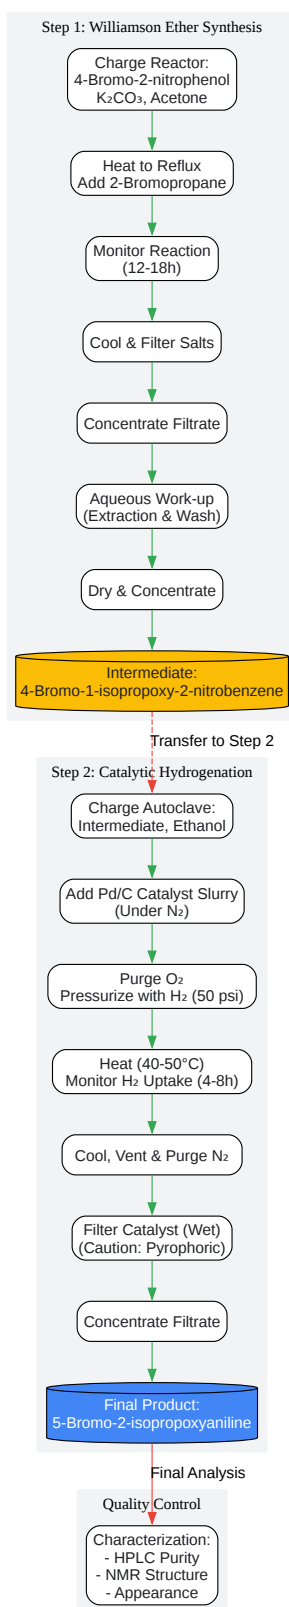 Step 1: Williamson Ether Synthesis
Charge Reactor:
4-Bromo-2-nitrophenol
K₂CO₃, Acetone
Heat to Reflux
Add 2-Bromopropane
Monitor Reaction
(12-18h)
Cool & Filter Salts
Concentrate Filtrate
Aqueous Work-up
(Extraction & Wash)
Dry & Concentrate
Intermediate:
4-Bromo-1-isopropoxy-2-nitrobenzene
Transfer to Step 2
Step 2: Catalytic Hydrogenation
Charge Autoclave:
Intermediate, Ethanol
Add Pd/C Catalyst Slurry
(Under N₂)
Purge O₂
Pressurize with H₂ (50 psi)
Heat (40-50°C)
Monitor H₂ Uptake (4-8h)
Cool, Vent & Purge N₂
Filter Catalyst (Wet)
(Caution: Pyrophoric)
Concentrate Filtrate
Final Product:
5-Bromo-2-isopropoxyaniline
Final Analysis
Quality Control
Characterization:
- HPLC Purity
- NMR Structure
- Appearance